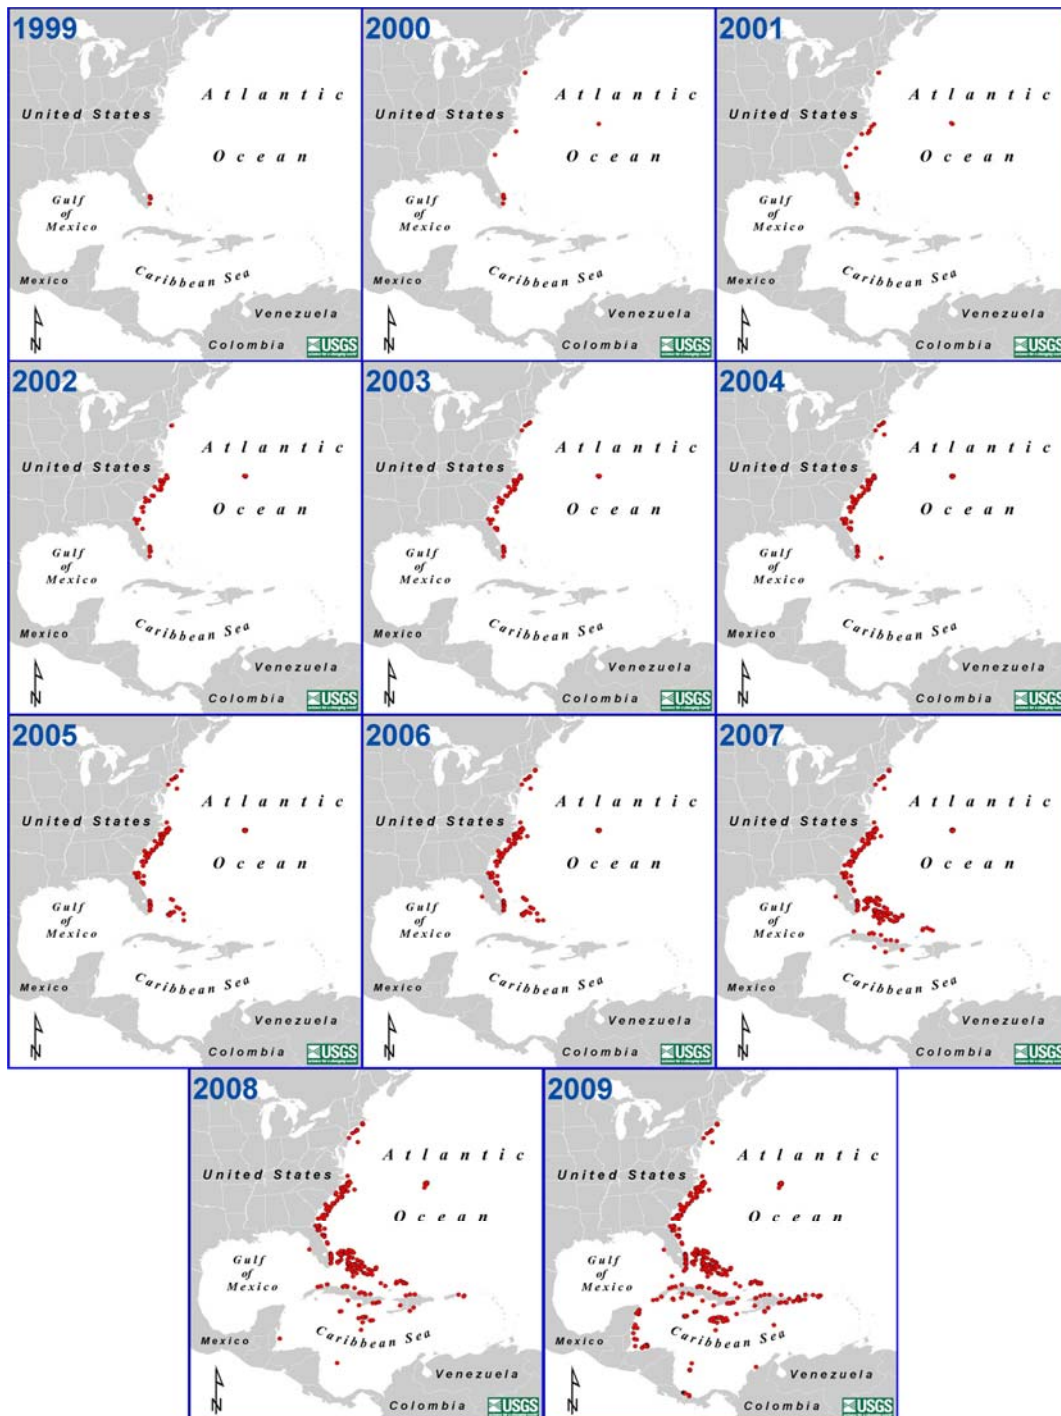 1999
United States
Atlantic
Ocean
Gulf
of
Mexico
Mexico
Caribbean Sea
Venezuela
Colombia
N
USGS
2000
United States
Atlantic
Ocean
Gulf
of
Mexico
Mexico
Caribbean Sea
Venezuela
Colombia
N
USGS
2001
United States
Atlantic
Ocean
Gulf
of
Mexico
Mexico
Caribbean Sea
Venezuela
Colombia
N
USGS
2002
United States
Atlantic
Ocean
Gulf
of
Mexico
Mexico
Caribbean Sea
Venezuela
Colombia
N
USGS
2003
United States
Atlantic
Ocean
Gulf
of
Mexico
Mexico
Caribbean Sea
Venezuela
Colombia
N
USGS
2004
United States
Atlantic
Ocean
Gulf
of
Mexico
Mexico
Caribbean Sea
Venezuela
Colombia
N
USGS
2005
United States
Atlantic
Ocean
Gulf
of
Mexico
Mexico
Caribbean Sea
Venezuela
Colombia
N
USGS
2006
United States
Atlantic
Ocean
Gulf
of
Mexico
Mexico
Caribbean Sea
Venezuela
Colombia
N
USGS
2007
United States
Atlantic
Ocean
Gulf
of
Mexico
Mexico
Caribbean Sea
Venezuela
Colombia
N
USGS
2008
United States
Atlantic
Ocean
Gulf
of
Mexico
Mexico
Caribbean Sea
Venezuela
Colombia
N
USGS
2009
United States
Atlantic
Ocean
Gulf
of
Mexico
Mexico
Caribbean Sea
Venezuela
Colombia
N
USGS